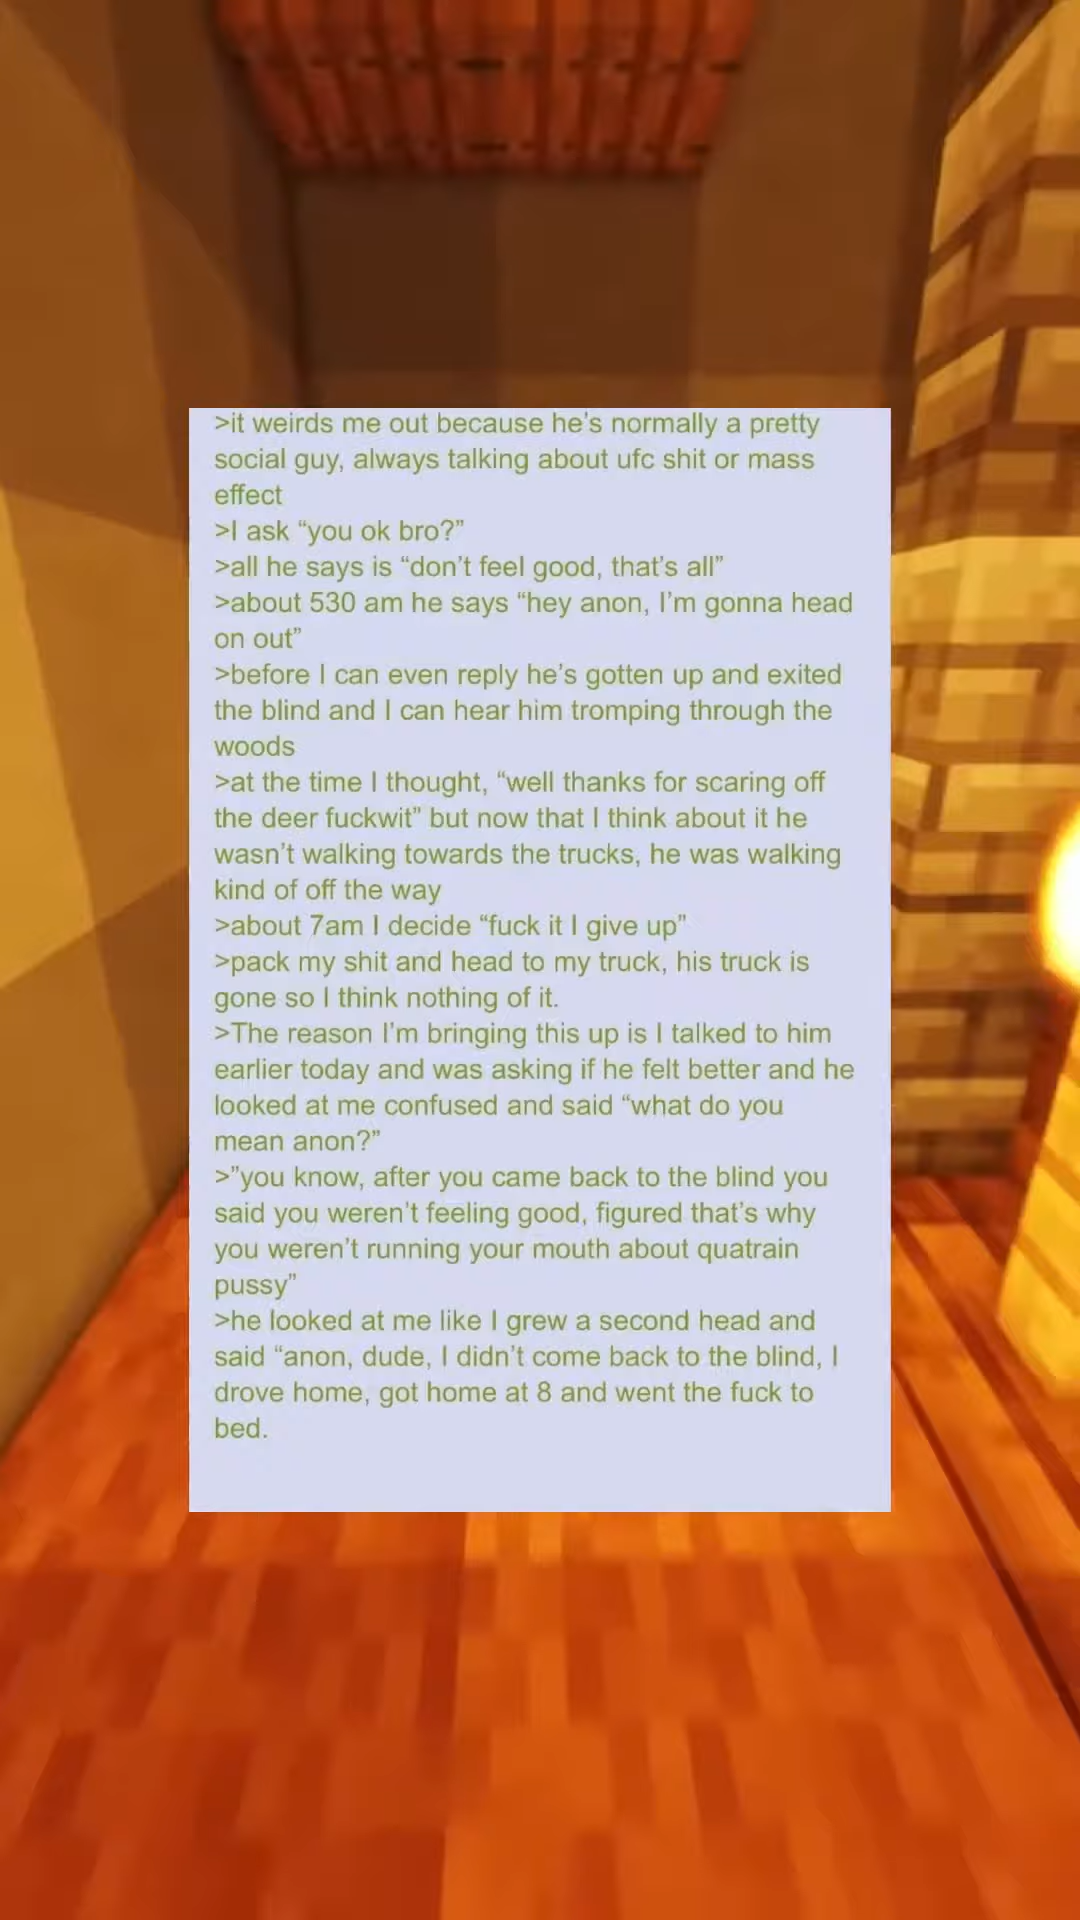 >it weirds me out because he's normally a pretty
social guy, always talking about ufc shit or mass
effect
>I ask “you ok bro?”
>all he says is “don't feel good, that's all”
>about 530 am he says “hey anon, I'm gonna head
on out”
>before I can even reply he's gotten up and exited
the blind and I can hear him tromping through the
woods
>at the time I thought, “well thanks for scaring off
the deer fuckwit” but now that I think about it he
wasn't walking towards the trucks, he was walking
kind of off the way
>about 7am I decide “fuck it I give up”
>pack my shit and head to my truck, his truck is
gone so I think nothing of it.
>The reason I'm bringing this up is I talked to him
earlier today and was asking if he felt better and he
looked at me confused and said “what do you
mean anon?”
>”you know, after you came back to the blind you
said you weren't feeling good, figured that's why
you weren't running your mouth about quatrain
pussy”
>he looked at me like I grew a second head and
said “anon, dude, I didn't come back to the blind, I
drove home, got home at 8 and went the fuck to
bed.